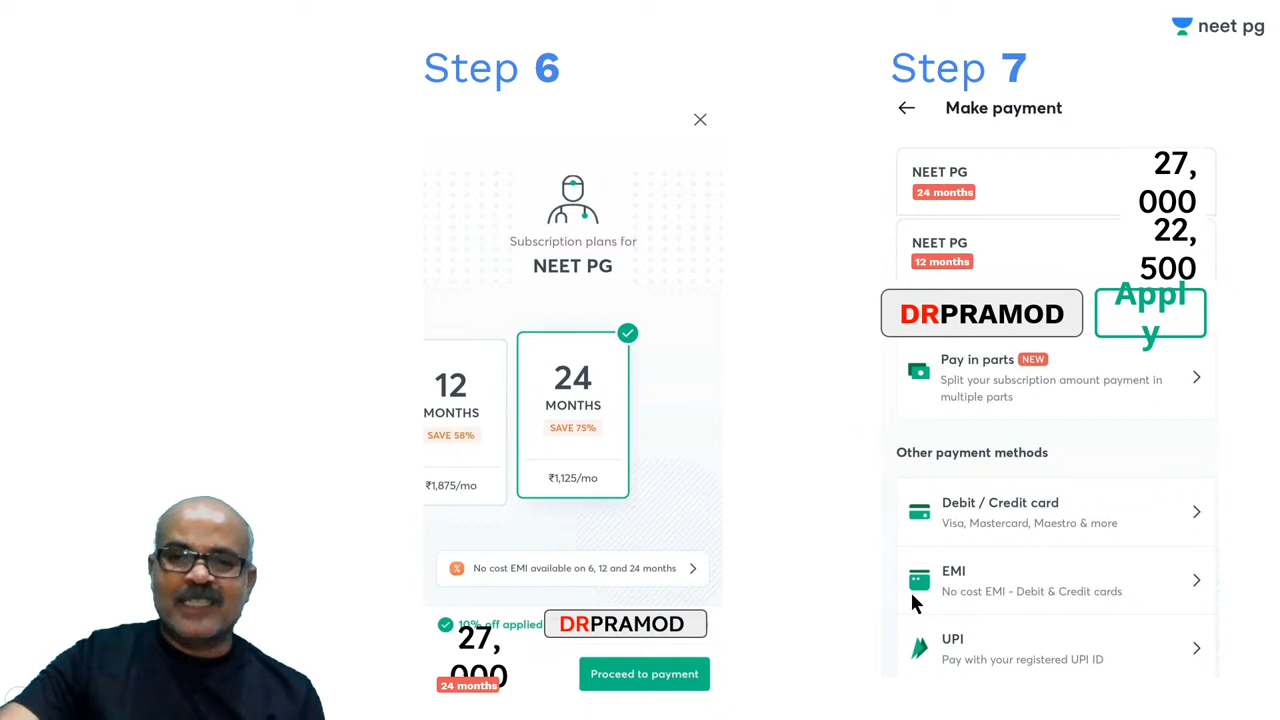 neet pg
Step 6
Subscription plans for
NEET PG
12
MONTHS
SAVE 58%
₹1,875/mo
24
MONTHS
SAVE 75%
₹1,125/mo
No cost EMI available on 6, 12 and 24 months
10% off applied
DRPRAMOD
27,
000
24 months
Proceed to payment
Step 7
Make payment
NEET PG
24 months
27,
000
NEET PG
12 months
22,
500
DRPRAMOD
Appl
y
Pay in parts NEW
Split your subscription amount payment in
multiple parts
Other payment methods
Debit / Credit card
Visa, Mastercard, Maestro & more
EMI
No cost EMI - Debit & Credit cards
UPI
Pay with your registered UPI ID